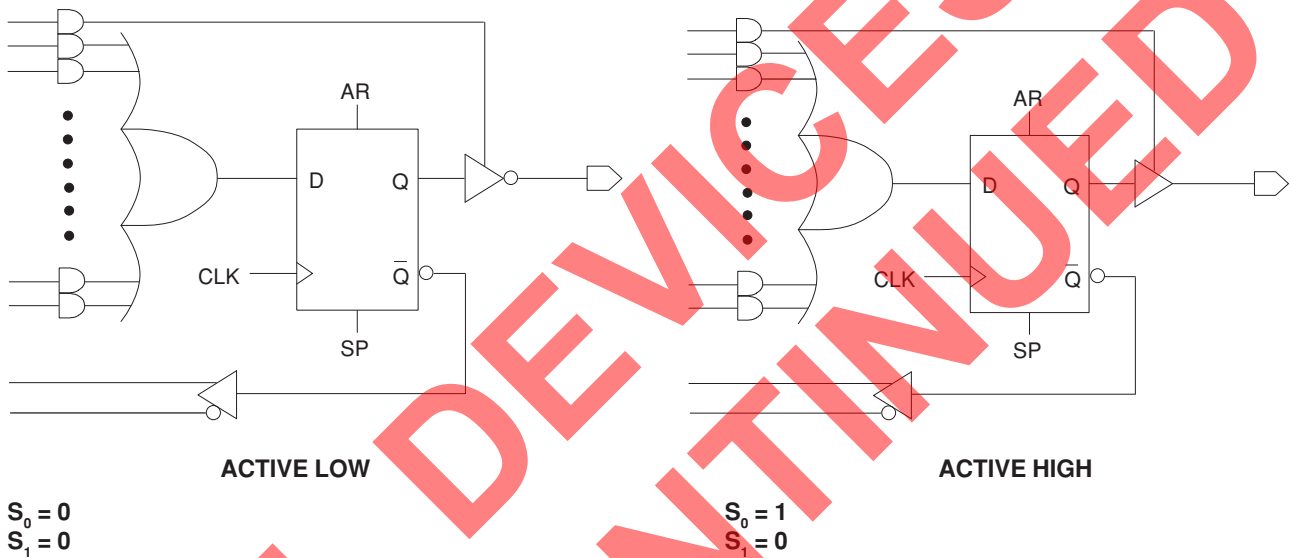 AR
D
Q
CLK
Q̅
SP
ACTIVE LOW
S₀ = 0
S₁ = 0
AR
D
Q
CLK
Q̅
SP
ACTIVE HIGH
S₀ = 1
S₁ = 0
DEVICES